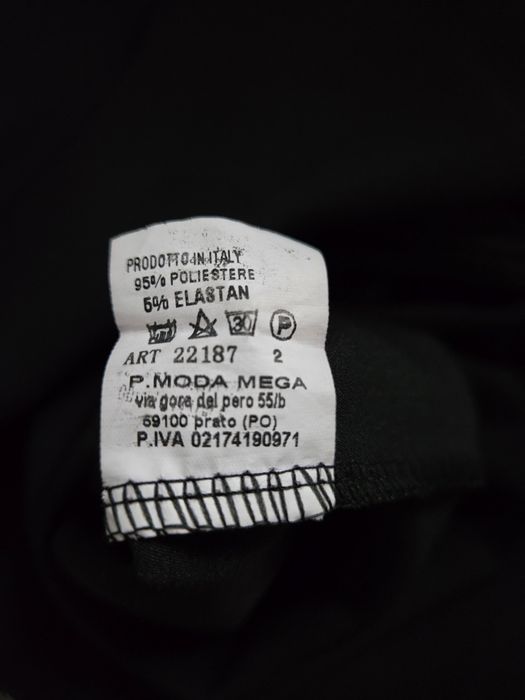 PRODOTTO IN ITALY
95% POLIESTERE
5% ELASTAN
30 P
ART 22187 2
P.MODA MEGA
via gora del pero 55/b
59100 prato (PO)
P.IVA 02174190971